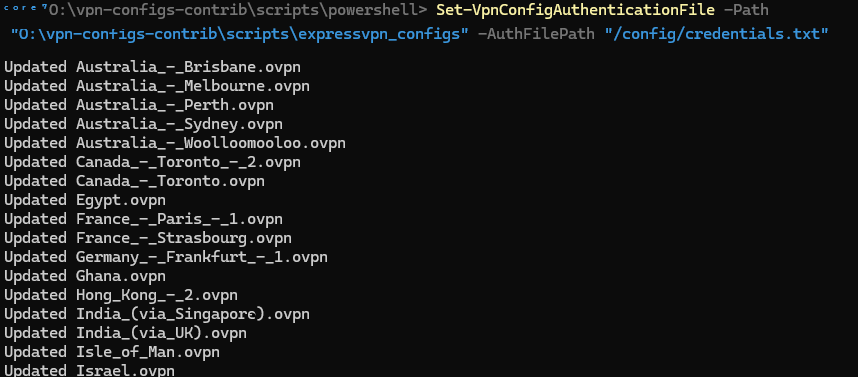 O:\vpn-configs-contrib\scripts\powershell> Set-VpnConfigAuthenticationFile -Path
"O:\vpn-configs-contrib\scripts\expressvpn_configs" -AuthFilePath "/config/credentials.txt"
Updated Australia_-_Brisbane.ovpn
Updated Australia_-_Melbourne.ovpn
Updated Australia_-_Perth.ovpn
Updated Australia_-_Sydney.ovpn
Updated Australia_-_Woolloomooloo.ovpn
Updated Canada_-_Toronto_-_2.ovpn
Updated Canada_-_Toronto.ovpn
Updated Egypt.ovpn
Updated France_-_Paris_-_1.ovpn
Updated France_-_Strasbourg.ovpn
Updated Germany_-_Frankfurt_-_1.ovpn
Updated Ghana.ovpn
Updated Hong_Kong_-_2.ovpn
Updated India_(via_Singapore).ovpn
Updated India_(via_UK).ovpn
Updated Isle_of_Man.ovpn
Updated Israel.ovpn